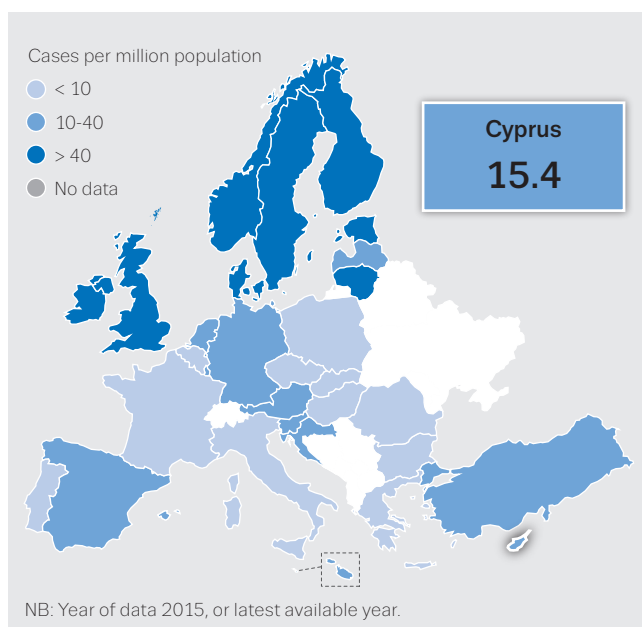 Cases per million population
< 10
10-40
> 40
No data
Cyprus
15.4
NB: Year of data 2015, or latest available year.